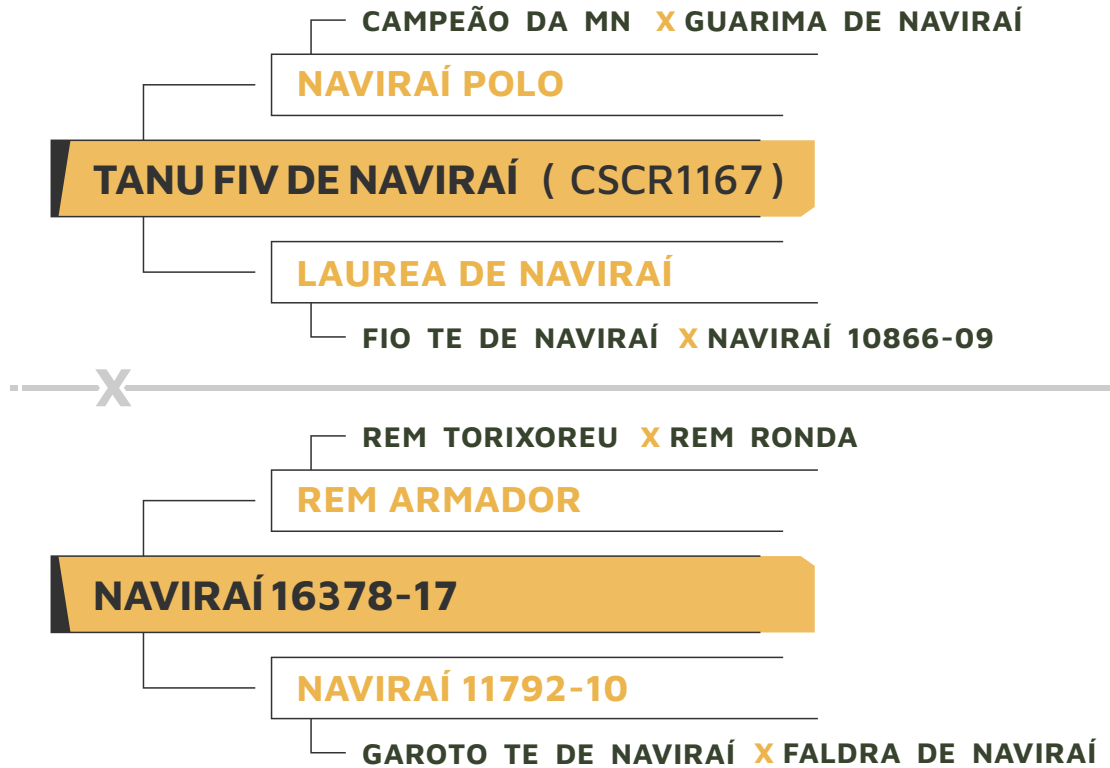 CAMPEÃO DA MN X GUARIMA DE NAVIRAÍ
NAVIRAÍ POLO
TANU FIV DE NAVIRAÍ ( CSCR1167 )
LAUREA DE NAVIRAÍ
FIO TE DE NAVIRAÍ X NAVIRAÍ 10866-09
X
REM TORIXOREU X REM RONDA
REM ARMADOR
NAVIRAÍ 16378-17
NAVIRAÍ 11792-10
GAROTO TE DE NAVIRAÍ X FALDRA DE NAVIRAÍ